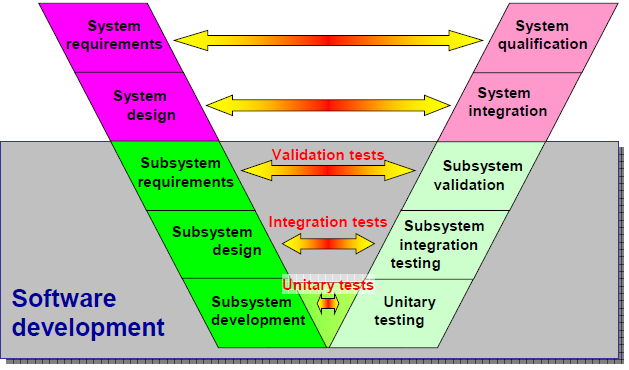 System
requirements
System
qualification
System
design
System
integration
Validation tests
Subsystem
requirements
Subsystem
validation
Integration tests
Subsystem
design
Subsystem
integration
testing
Unitary tests
Subsystem
development
Unitary
testing
Software
development